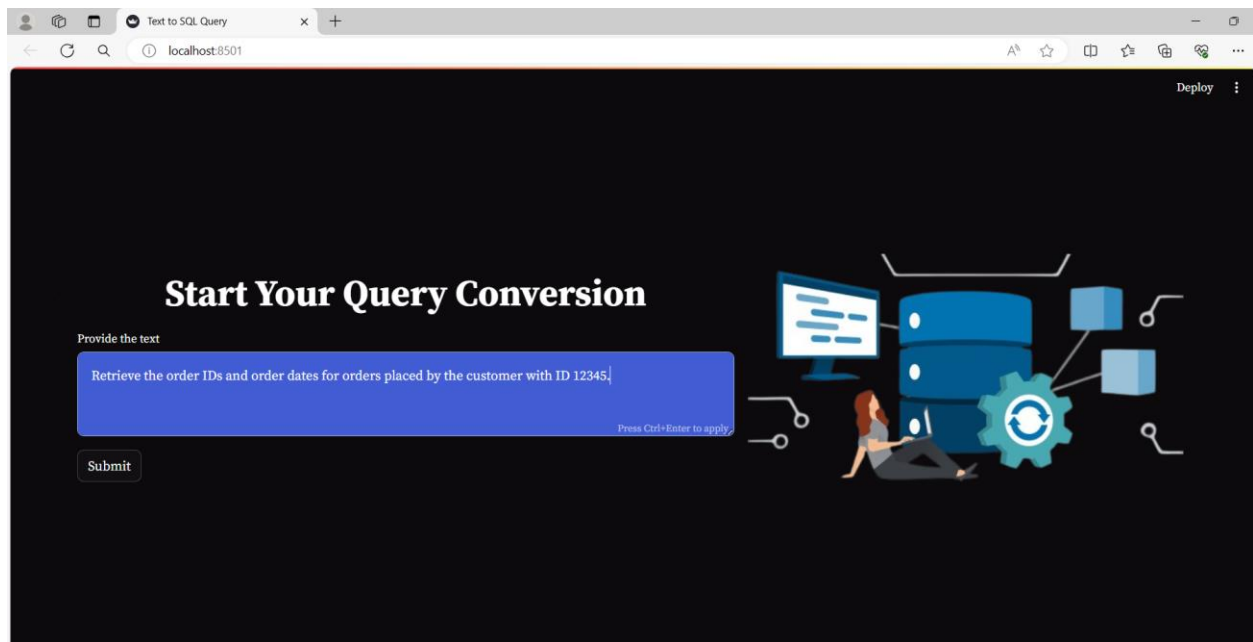 Text to SQL Query
localhost:8501
Deploy
Start Your Query Conversion
Provide the text
Retrieve the order IDs and order dates for orders placed by the customer with ID 12345.
Press Ctrl+Enter to apply
Submit